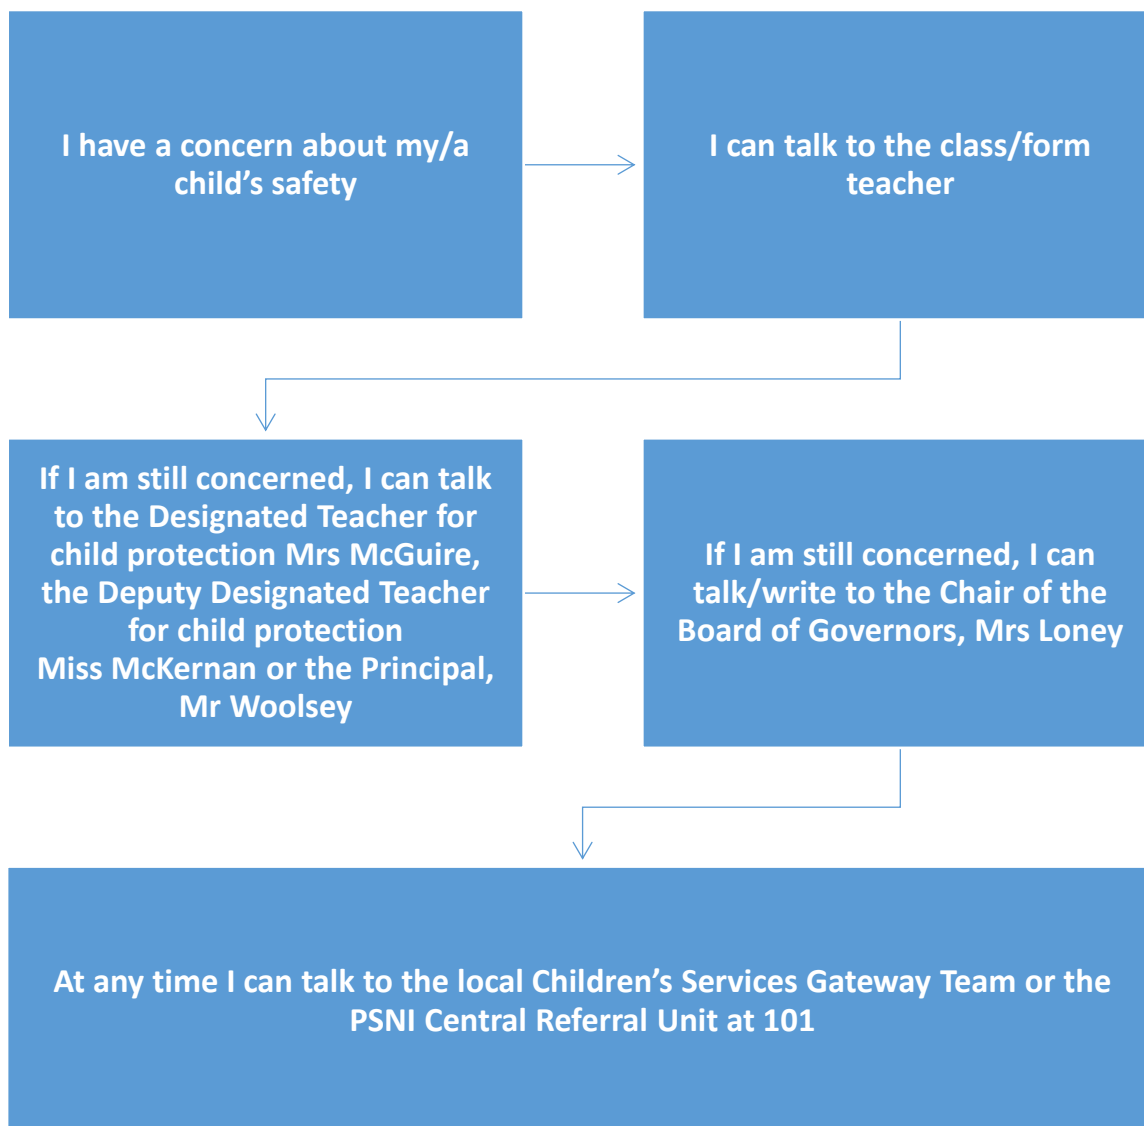 I have a concern about my/a
child’s safety
I can talk to the class/form
teacher
If I am still concerned, I can talk
to the Designated Teacher for
child protection Mrs McGuire,
the Deputy Designated Teacher
for child protection
Miss McKernan or the Principal,
Mr Woolsey
If I am still concerned, I can
talk/write to the Chair of the
Board of Governors, Mrs Loney
At any time I can talk to the local Children’s Services Gateway Team or the
PSNI Central Referral Unit at 101